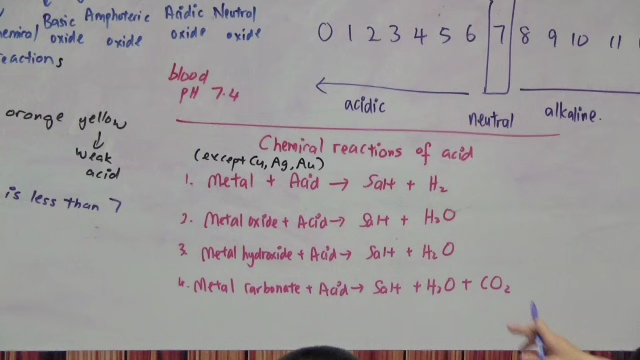 Basic Amphoteric Acidic Neutral
oxide oxide oxide oxide
0 1 2 3 4 5 6 7 8 9 10 11
acidic
neutral
alkaline.
blood
pH 7.4
orange yellow
weak
acid
is less than 7
Chemical reactions of acid
(except Cu, Ag, Au)
1. Metal + Acid → Salt + H₂
2. Metal oxide + Acid → Salt + H₂O
3. Metal hydroxide + Acid → Salt + H₂O
4. Metal carbonate + Acid → Salt + H₂O + CO₂